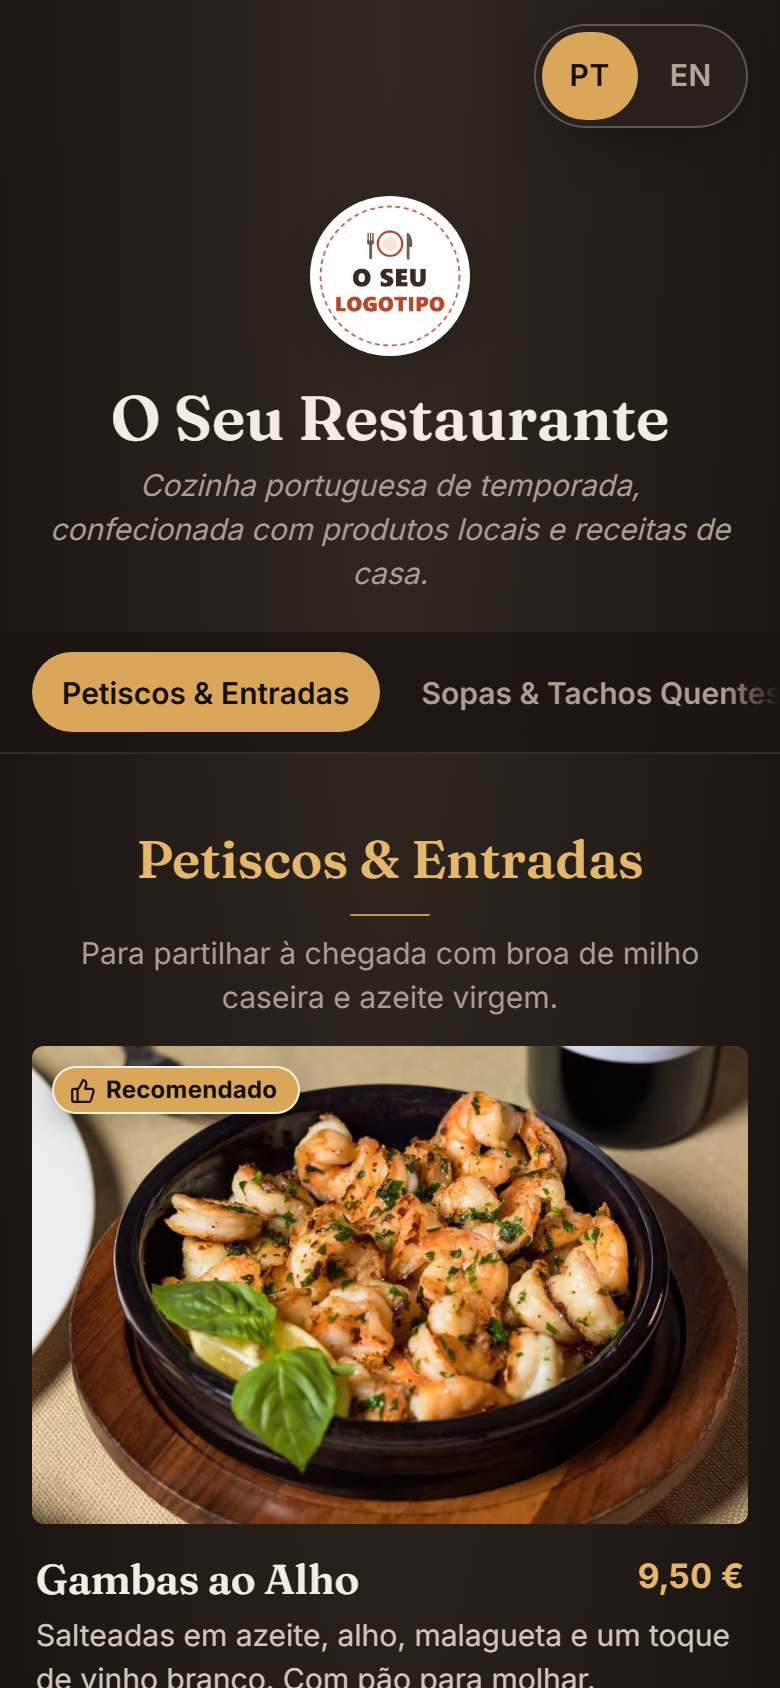 PT EN
O SEU
LOGOTIPO
O Seu Restaurante
Cozinha portuguesa de temporada,
confecionada com produtos locais e receitas de
casa.
Petiscos & Entradas Sopas & Tachos Quentes
Petiscos & Entradas
Para partilhar à chegada com broa de milho
caseira e azeite virgem.
Recomendado
Gambas ao Alho 9,50 €
Salteadas em azeite, alho, malagueta e um toque
de vinho branco. Com pão para molhar.